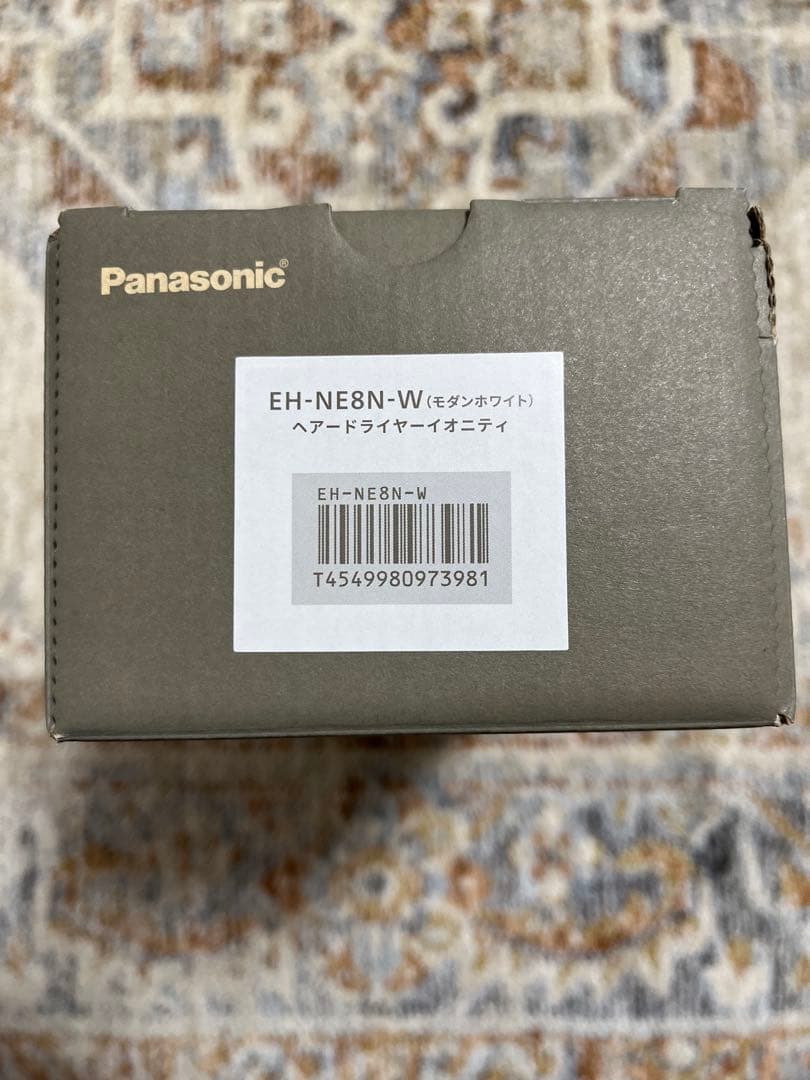 Panasonic®
EH-NE8N-W(モダンホワイト)
ヘアードライヤーイオニティ
EH-NE8N-W
T4549980973981